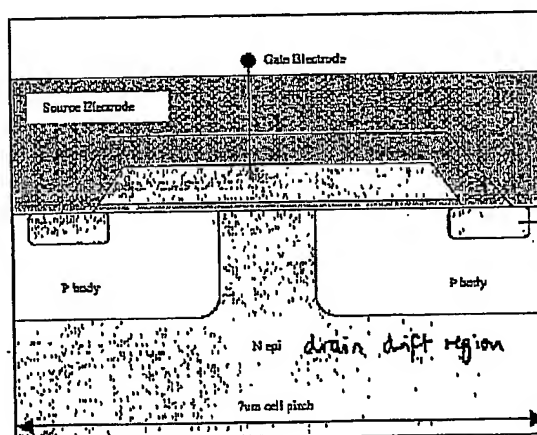 Gate Electrode
Source Electrode
P body
P body
N epi drain drift region
7um cell pitch